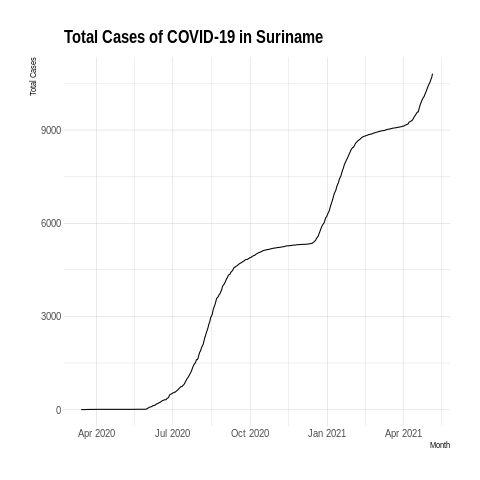 Total Cases of COVID-19 in Suriname
Total Cases
9000
6000
3000
0
Apr 2020 Jul 2020 Oct 2020 Jan 2021 Apr 2021
Month